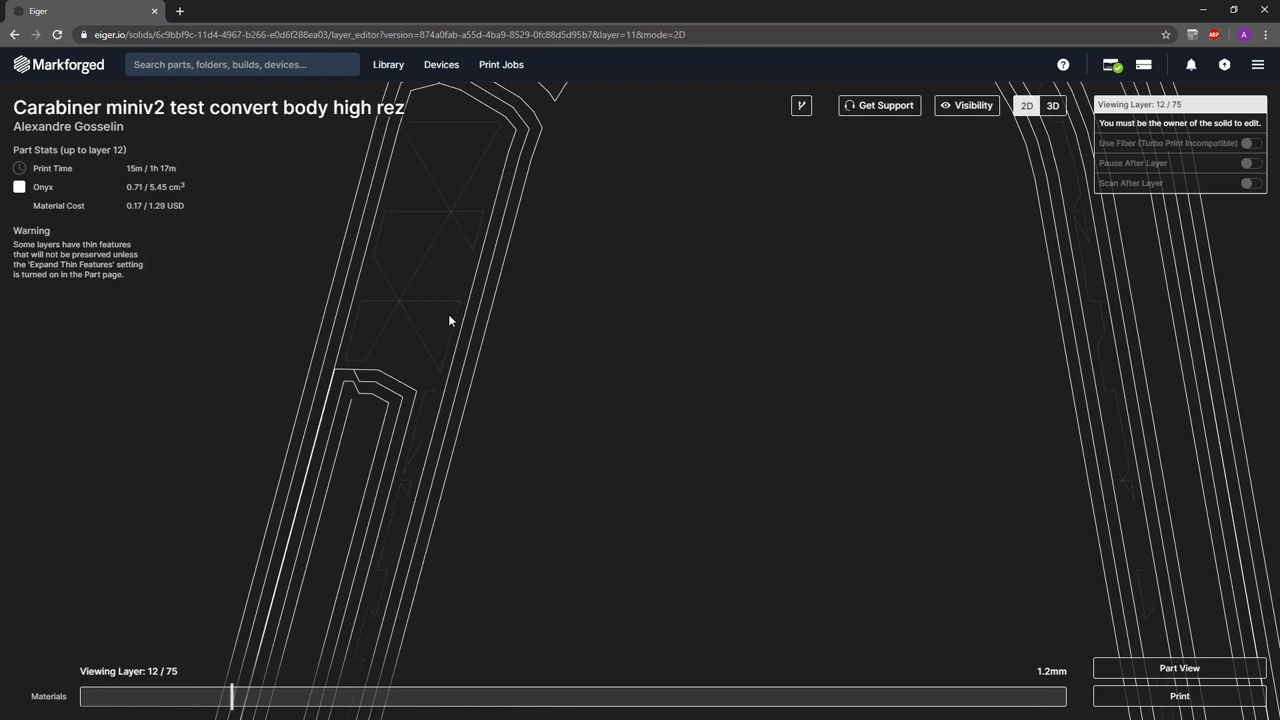 Eiger
eiger.io/solids/6c9bbf9c-11d4-4967-b266-e0d6f288ea03/layer_editor?version=874a0fab-a55d-4ba9-8529-0fc88d5d95b7&layer=11&mode=2D
ABP
A
Markforged
Search parts, folders, builds, devices...
Library
Devices
Print Jobs
Carabiner miniv2 test convert body high rez
Alexandre Gosselin
Get Support
Visibility
2D
3D
Viewing Layer: 12 / 75
You must be the owner of the solid to edit.
Use Fiber (Turbo Print Incompatible)
Pause After Layer
Scan After Layer
Part Stats (up to layer 12)
Print Time 15m / 1h 17m
Onyx 0.71 / 5.45 cm³
Material Cost 0.17 / 1.29 USD
Warning
Some layers have thin features
that will not be preserved unless
the 'Expand Thin Features' setting
is turned on in the Part page.
Viewing Layer: 12 / 75
1.2mm
Materials
Part View
Print